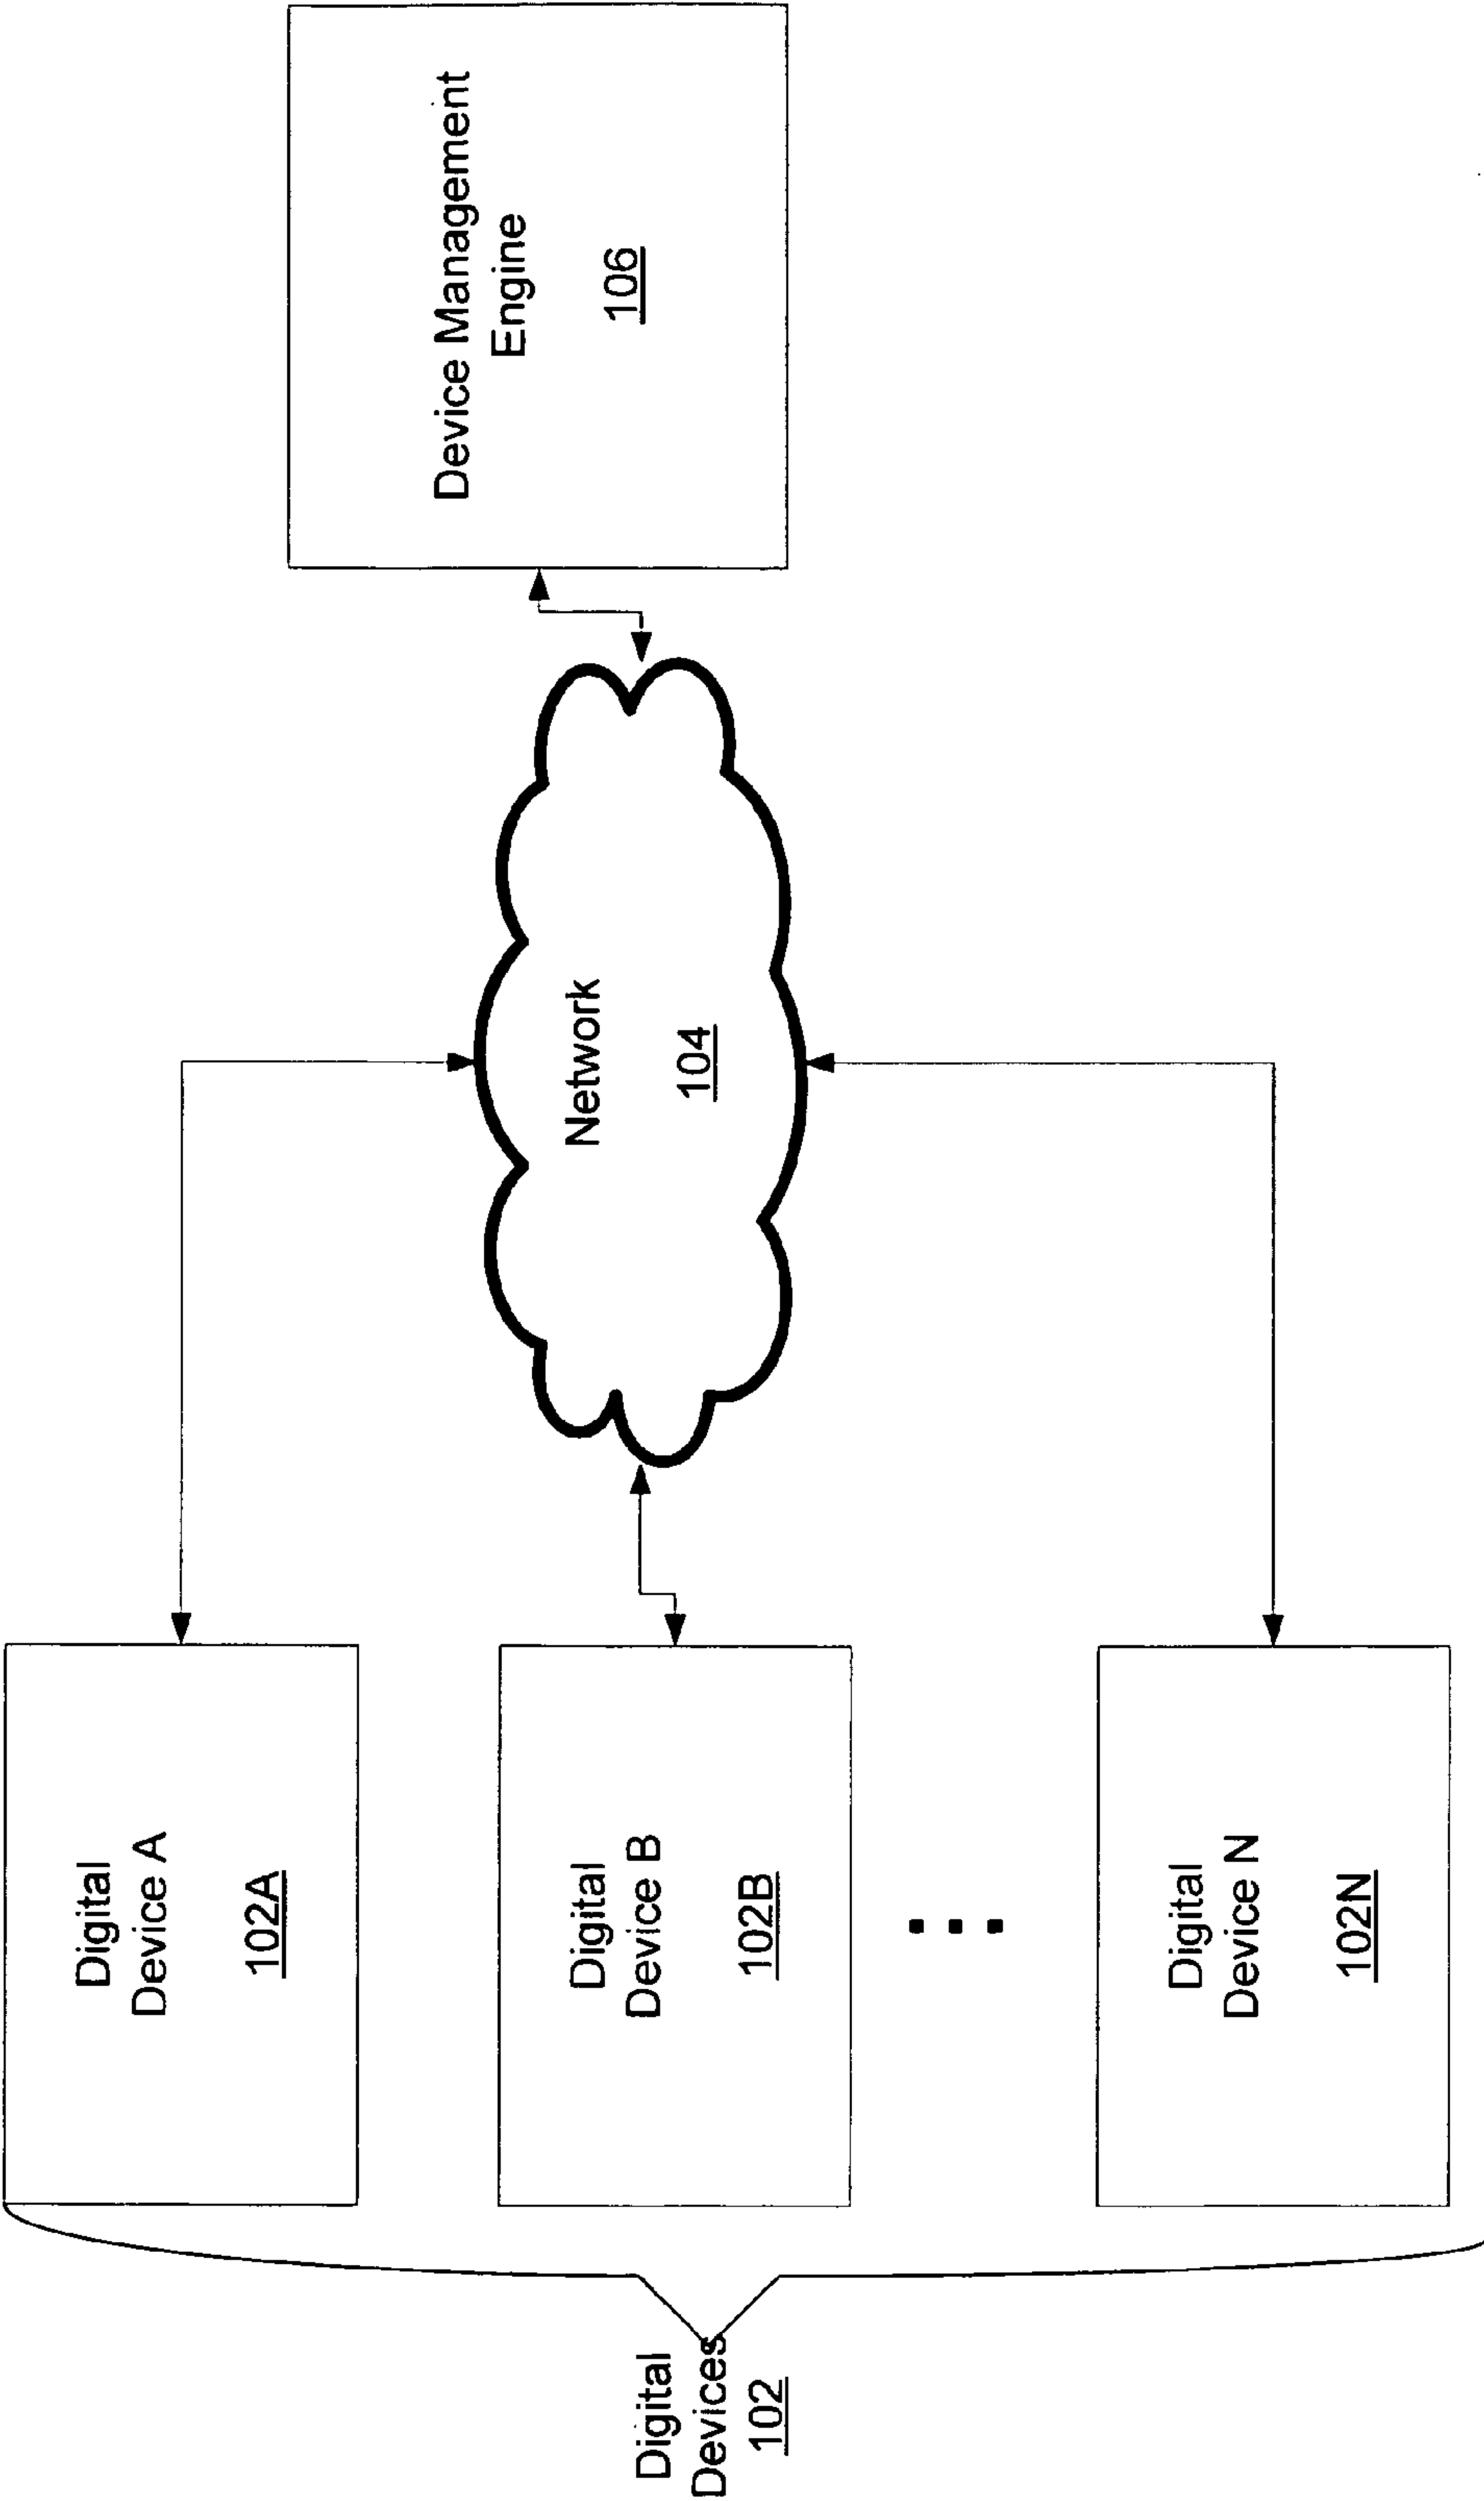 Digital
Devices
102
Digital
Device A
102A
Digital
Device B
102B
Digital
Device N
102N
Network
104
Device Management
Engine
106